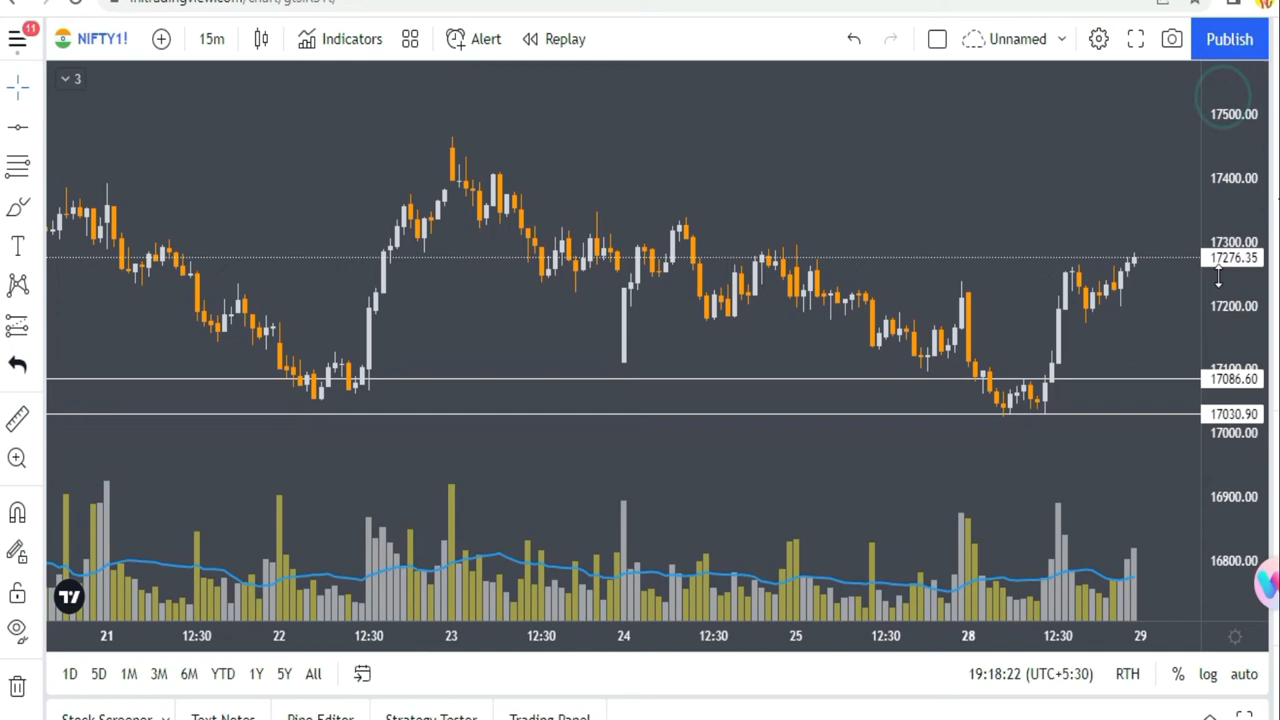 11
NIFTY1!
15m
Indicators
Alert
Replay
Unnamed
Publish
3
17500.00
17400.00
17300.00
17276.35
17200.00
17086.60
17030.90
17000.00
16900.00
16800.00
21 12:30 22 12:30 23 12:30 24 12:30 25 12:30 28 12:30 29
1D 5D 1M 3M 6M YTD 1Y 5Y All
19:18:22 (UTC+5:30) RTH % log auto
Stock Screener Text Notes Pine Editor Strategy Tester Trading Panel